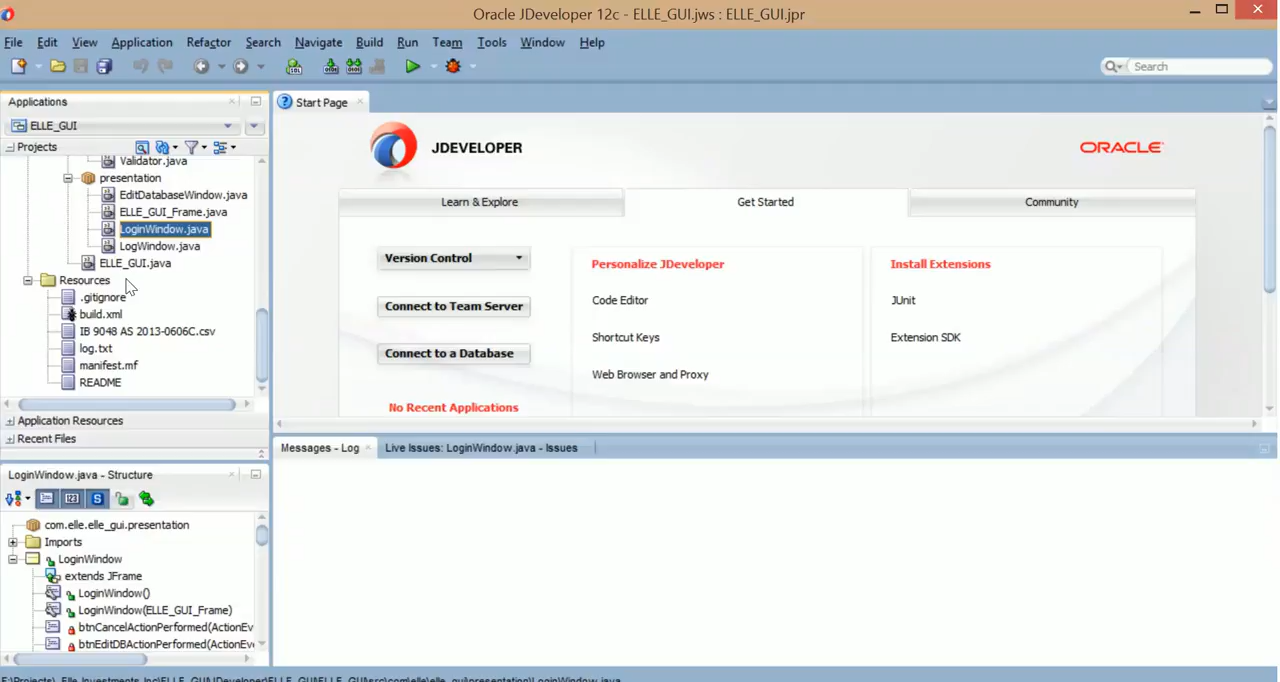 Oracle JDeveloper 12c - ELLE_GUI.jws : ELLE_GUI.jpr
File Edit View Application Refactor Search Navigate Build Run Team Tools Window Help
Search
Applications
ELLE_GUI
Projects
Validator.java
presentation
EditDatabaseWindow.java
ELLE_GUI_Frame.java
LoginWindow.java
LogWindow.java
ELLE_GUI.java
Resources
.gitignore
build.xml
IB 9048 AS 2013-0606C.csv
log.txt
manifest.mf
README
Application Resources
Recent Files
Start Page
JDEVELOPER
ORACLE
Learn & Explore
Get Started
Community
Version Control
Connect to Team Server
Connect to a Database
No Recent Applications
Personalize JDeveloper
Code Editor
Shortcut Keys
Web Browser and Proxy
Install Extensions
JUnit
Extension SDK
Messages - Log
Live Issues: LoginWindow.java - Issues
LoginWindow.java - Structure
com.elle.elle_gui.presentation
Imports
LoginWindow
extends JFrame
LoginWindow()
LoginWindow(ELLE_GUI_Frame)
btnCancelActionPerformed(ActionEv
btnEditDBActionPerformed(ActionEv